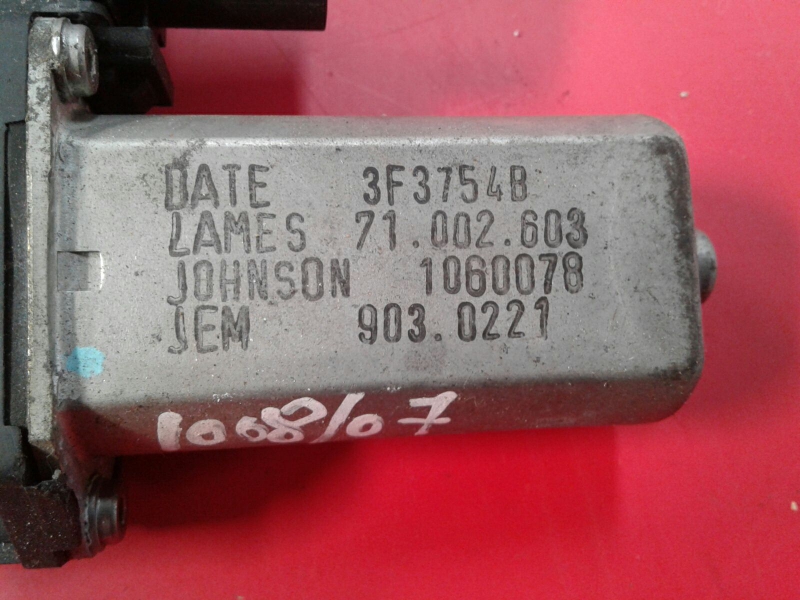 DATE 3F3754B
LAMES 71.002.603
JOHNSON 1060078
JEM 903.0221
1008/07